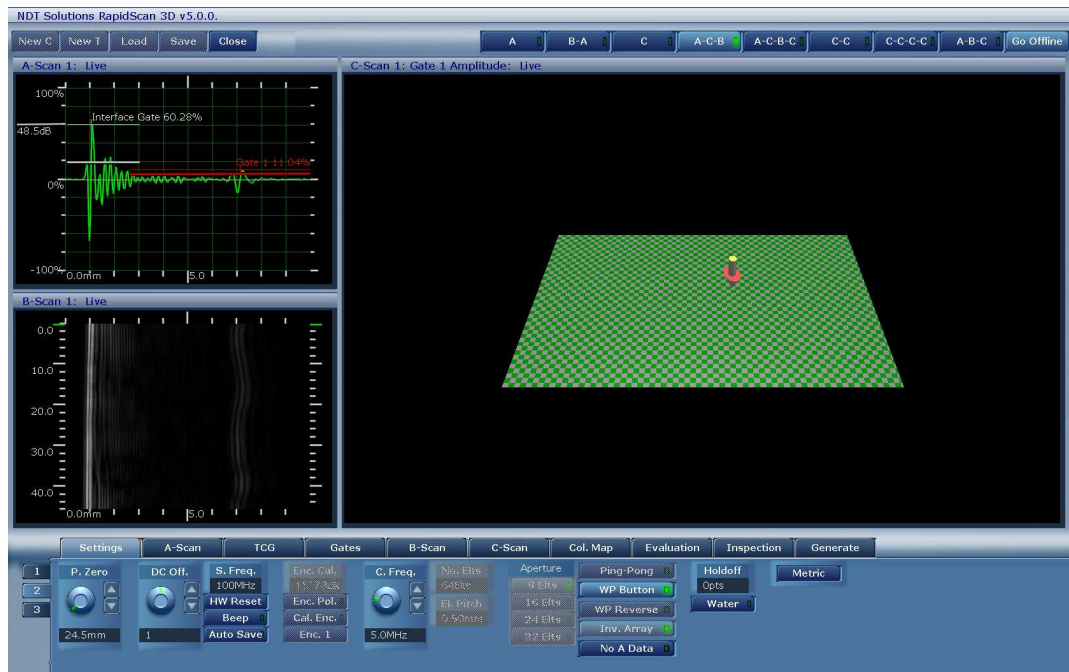 NDT Solutions RapidScan 3D v5.0.0.
New C New T Load Save Close A B-A C A-C-B A-C-B-C C-C C-C-C-C A-B-C Go Offline
A-Scan 1: Live
100%
Interface Gate 60.28%
48.5dB
Gate 1 11.04%
0%
-100%
0.0mm 5.0
B-Scan 1: Live
0.0
10.0
20.0
30.0
40.0
0.0mm 5.0
C-Scan 1: Gate 1 Amplitude: Live
Settings A-Scan TCG Gates B-Scan C-Scan Col. Map Evaluation Inspection Generate
1
2
3
P. Zero
24.5mm
DC Off.
1
S. Freq.
100MHz
HW Reset
Beep
Auto Save
Enc. Cal.
Enc. Pol.
Cal. Enc.
Enc. 1
C. Freq.
5.0MHz
No. Elts
64Elts
El. Pitch
0.50mm
Aperture
8 Elts
16 Elts
24 Elts
32 Elts
Ping-Pong
WP Button
WP Reverse
Inv. Array
No A Data
Holdoff
Opts
Water
Metric